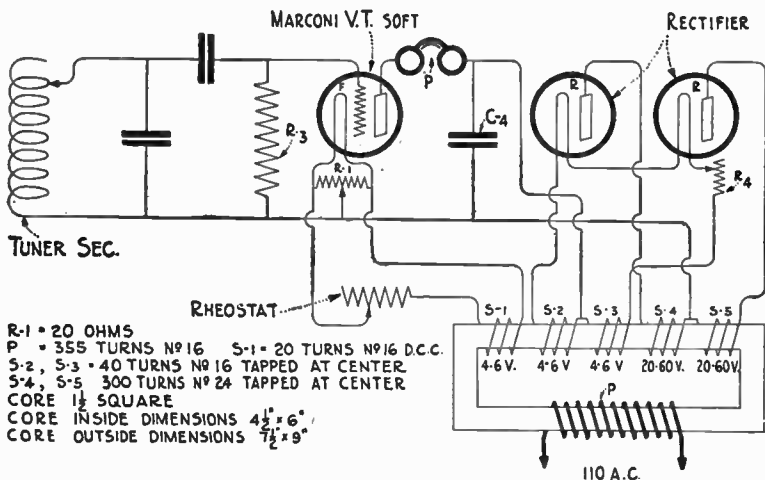 MARCONI V.T. SOFT
RECTIFIER
P
F
R
R
C-4
R-3
R-1
R4
TUNER SEC.
RHEOSTAT
S-1 S-2 S-3 S-4 S-5
4-6 V. 4-6 V 4-6 V 20-60 V. 20-60 V.
P
110 A.C.
R-1 = 20 OHMS
P = 355 TURNS Nº 16 S-1 = 20 TURNS Nº 16 D.C.C.
S-2, S-3 = 40 TURNS Nº 16 TAPPED AT CENTER
S-4, S-5 300 TURNS Nº 24 TAPPED AT CENTER
CORE 1½ SQUARE
CORE INSIDE DIMENSIONS 4½" × 6"
CORE OUTSIDE DIMENSIONS 7½" × 9"